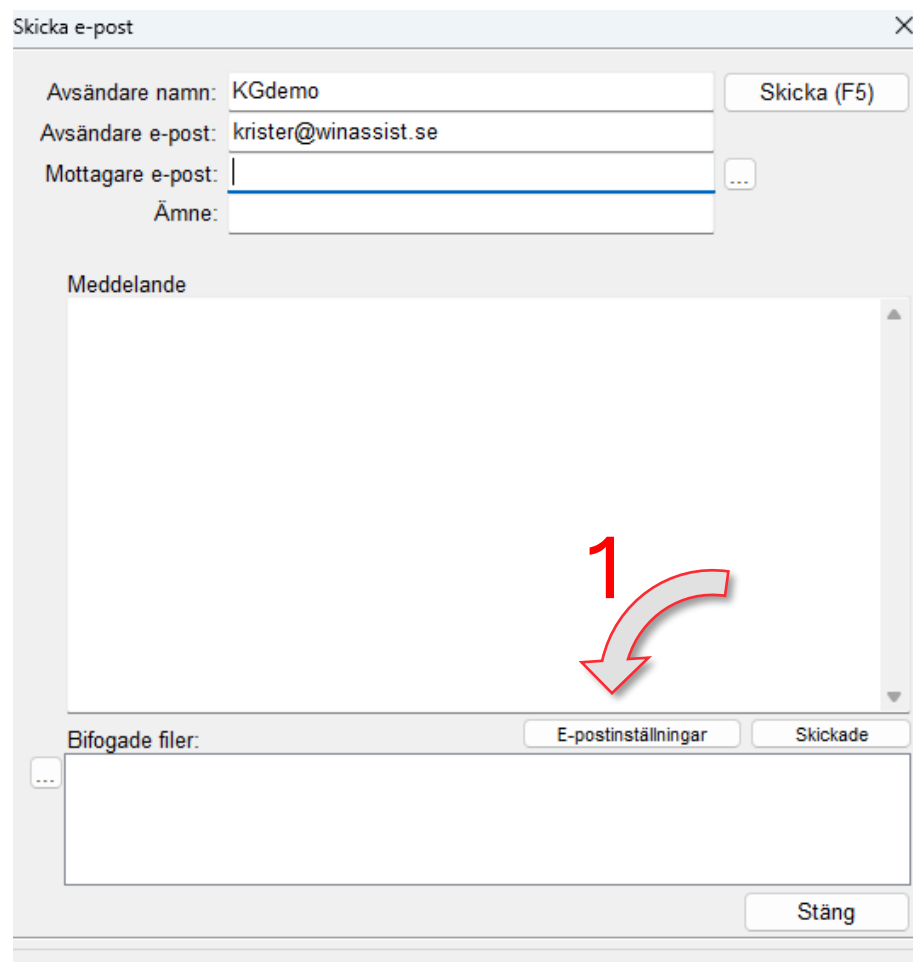 Skicka e-post
Avsändare namn: KGdemo Skicka (F5)
Avsändare e-post: krister@winassist.se
Mottagare e-post: ...
Ämne:
Meddelande
1
E-postinställningar Skickade
Bifogade filer:
...
Stäng